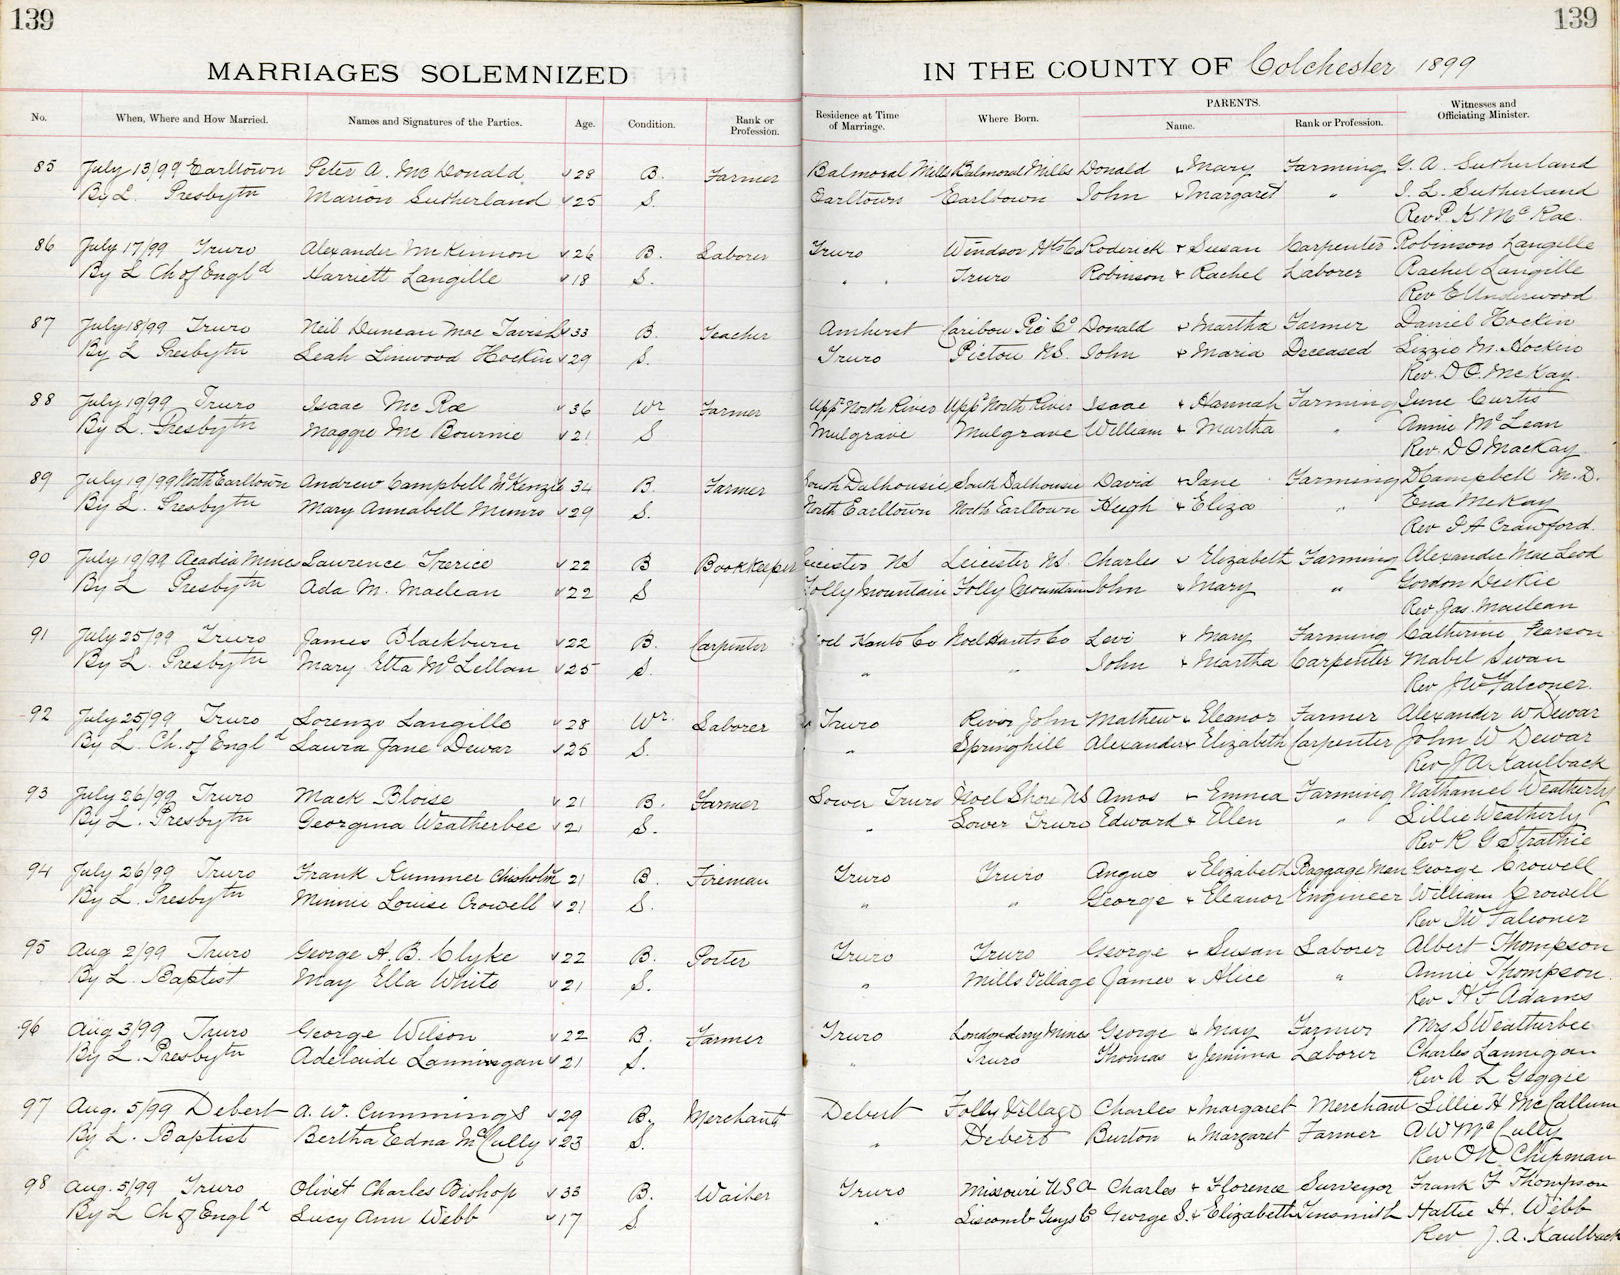 139 139
MARRIAGES SOLEMNIZED IN THE COUNTY OF Colchester 1899
No. When, Where and How Married. Names and Signatures of the Parties. Age. Condition. Rank or Profession. Residence at Time of Marriage. Where Born. PARENTS. Name. Rank or Profession. Witnesses and Officiating Minister.
85 July 13/99 Earltown Peter A. McDonald 28 B. Farmer Balmoral Mills Balmoral Mills Donald & Mary Farming G. A. Sutherland
By L. Presbytn Marion Sutherland 25 S. Earltown Earltown John & Margaret " J. L. Sutherland
Rev P. K McRae
86 July 17/99 Truro Alexander McKinnon 26 B. Laborer Truro Windsor Hts Co Roderick & Susan Carpenter Robinson Langille
By L Ch of Engld Harriett Langille 18 S. " " Truro Robinson & Rachel Laborer Rachel Langille
Rev E Underwood
87 July 18/99 Truro Neil Duncan MacTavish 33 B. Teacher Amherst Caribou Pic Co Donald & Martha Farmer Daniel Hockin
By L Presbytn Leah Linwood Hockin 29 S. Truro Pictou N.S. John & Maria Deceased Lizzie M. Hockin
Rev. D O. McKay
88 July 19/99 Truro Isaac McRae 36 Wr Farmer Uppr North River Uppr North River Isaac & Hannah Farming June Curtis
By L. Presbytn Maggie McBournie 21 S Mulgrave Mulgrave William & Martha " Annie McLean
Rev. D O MacKay
89 July 19/99 North Earltown Andrew Campbell McKenzie 34 B. Farmer South Dalhousie South Dalhousie David & Jane Farming D Campbell M.D.
By L. Presbytn Mary Annabell Munro 29 S. North Earltown North Earltown Hugh & Eliza " Ena McKay
Rev J A Crawford
90 July 19/99 Acadia Mines Laurence 22 B Bookkeeper Leicester NS Leicester NS. Charles & Elizabeth Farming Alexander MacLeod
By L Presbytn Ada M. Maclean 22 S Folly Mountain Folly Mountain John & Mary " Gordon Dickie
Rev Jas. Maclean
91 July 25/99 Truro James Blackburn 22 B. Carpenter Noel Hants Co Noel Hants Co Levi & Mary Farming Catherine Pearson
By L. Presbytn Mary Etta McLellan 25 S. " " John & Martha Carpenter Mabel Swan
Rev J W Falconer.
92 July 25/99 Truro Lorenzo Langille 28 Wr. Laborer Truro River John Mathew & Eleanor Farmer Alexander W Dewar
By L. Ch. of Engld Laura Jane Dewar 25 S. " Springhill Alexander & Elizabeth Carpenter John W Dewar
Rev J A Kaulback
93 July 26/99 Truro Mack Bloise 21 B. Farmer Lower Truro Noel Shore NS Amos & Emma Farming Nathaniel Weatherly
By L. Presbytn Georgina Weatherbee 21 S. " Lower Truro Edward & Ellen " Lillie Weatherly
Rev R G Strathie
94 July 26/99 Truro Frank Kummer Chisholm 21 B. Fireman Truro Truro Angus & Elizabeth Baggage Man George Crowell
By L. Presbytn Minnie Louise Crowell 21 S. " " George & Eleanor Engineer William Crowell
Rev J W Falconer
95 Aug 2/99 Truro George A. B. Clyke 22 B. Porter Truro Truro George & Susan Laborer Albert Thompson
By L. Baptist May Ella White 21 S. " Mills Village James & Alice " Annie Thompson.
Rev H F Adams
96 Aug 3/99 Truro George Wilson 22 B. Farmer Truro Londonderry Mines George & May Farmer Mrs S Weatherbee
By L. Presbytn Adelaide Lannigan 21 S. " Truro Thomas & Jemima Laborer Charles Lannigan
Rev A L Geggie
97 Aug. 5/99 Debert A. W. Cummings 29 B. Merchant Debert Folly Village Charles & Margaret Merchant Lillie H McCallum
By L. Baptist Bertha Edna McCully 23 S. " Debert Burton & Margaret Farmer A W McCully
Rev O N Chipman
98 Aug. 5/99 Truro Olivet Charles Bishop 33 B. Waiter Truro Missouri USA Charles & Florence Surveyor Frank F Thompson
By L Ch of Engld Lucy Ann Webb 17 S " Liscomb Guys Co George S. & Elizabeth Tinsmith Hattie H. Webb
Rev J. A. Kaulback